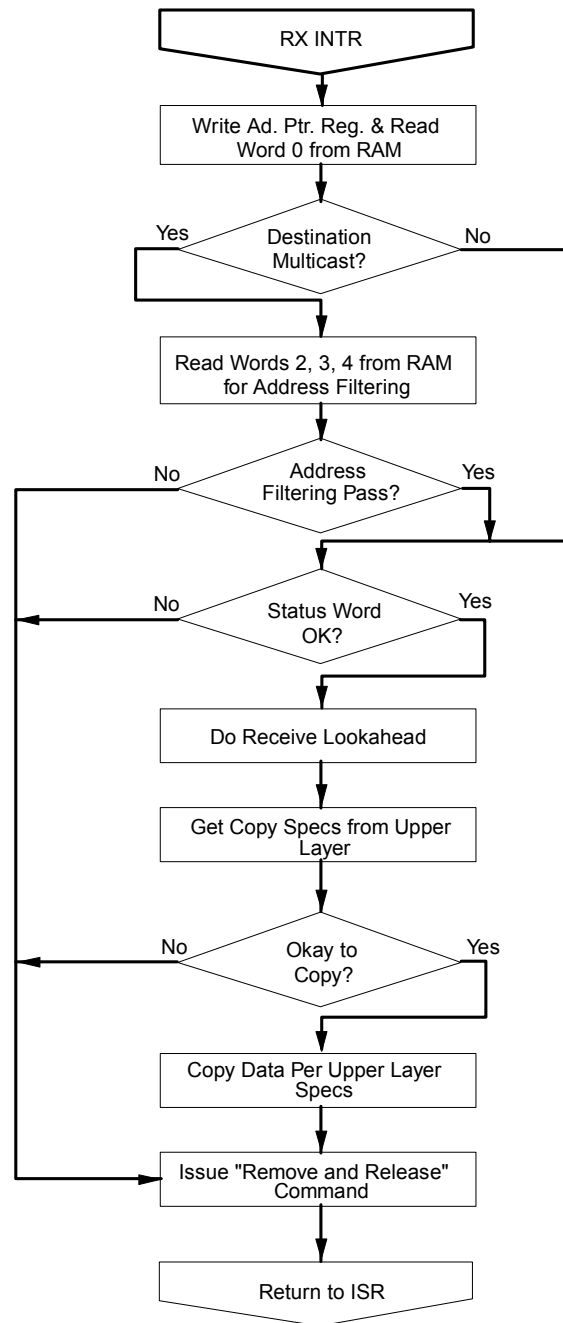 RX INTR
Write Ad. Ptr. Reg. & Read
Word 0 from RAM
Yes
Destination
Multicast?
No
Read Words 2, 3, 4 from RAM
for Address Filtering
No
Address
Filtering Pass?
Yes
No
Status Word
OK?
Yes
Do Receive Lookahead
Get Copy Specs from Upper
Layer
No
Okay to
Copy?
Yes
Copy Data Per Upper Layer
Specs
Issue "Remove and Release"
Command
Return to ISR